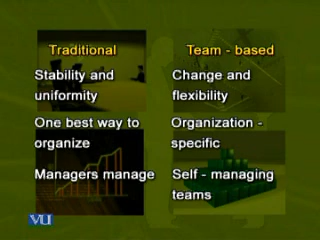 Traditional
Team - based
Stability and
uniformity
Change and
flexibility
One best way to
organize
Organization -
specific
Managers manage
Self - managing
teams
VU